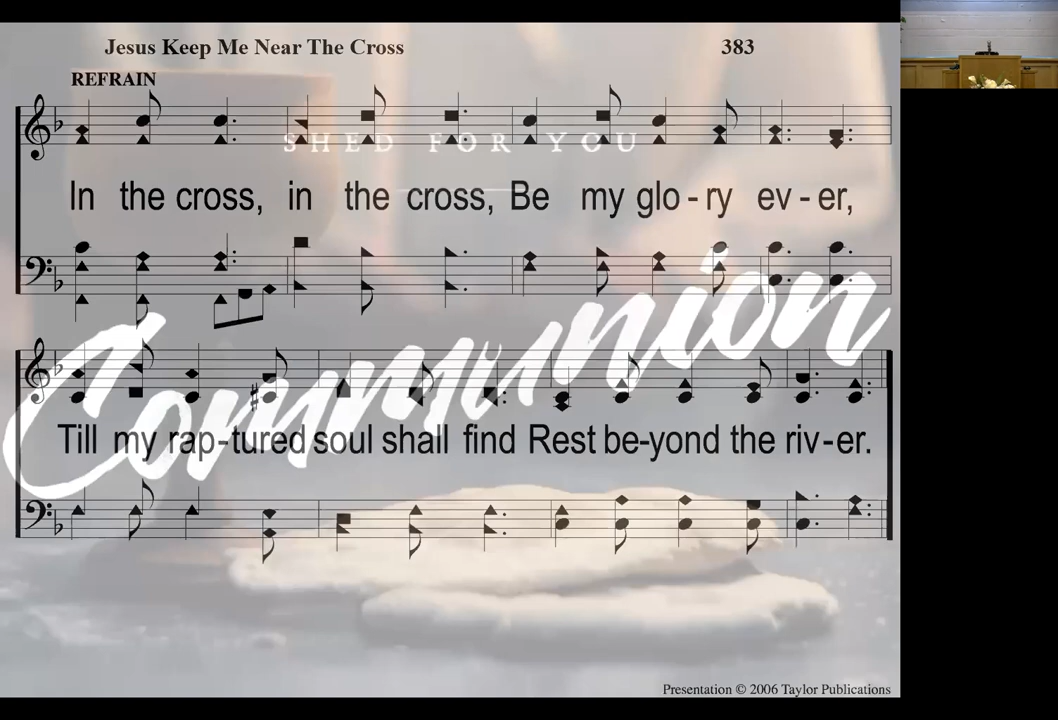 Jesus Keep Me Near The Cross 383
REFRAIN
SHED FOR YOU
In the cross, in the cross, Be my glo - ry ev - er,
Communion
Till my rap-tured soul shall find Rest be-yond the riv-er.
Presentation © 2006 Taylor Publications